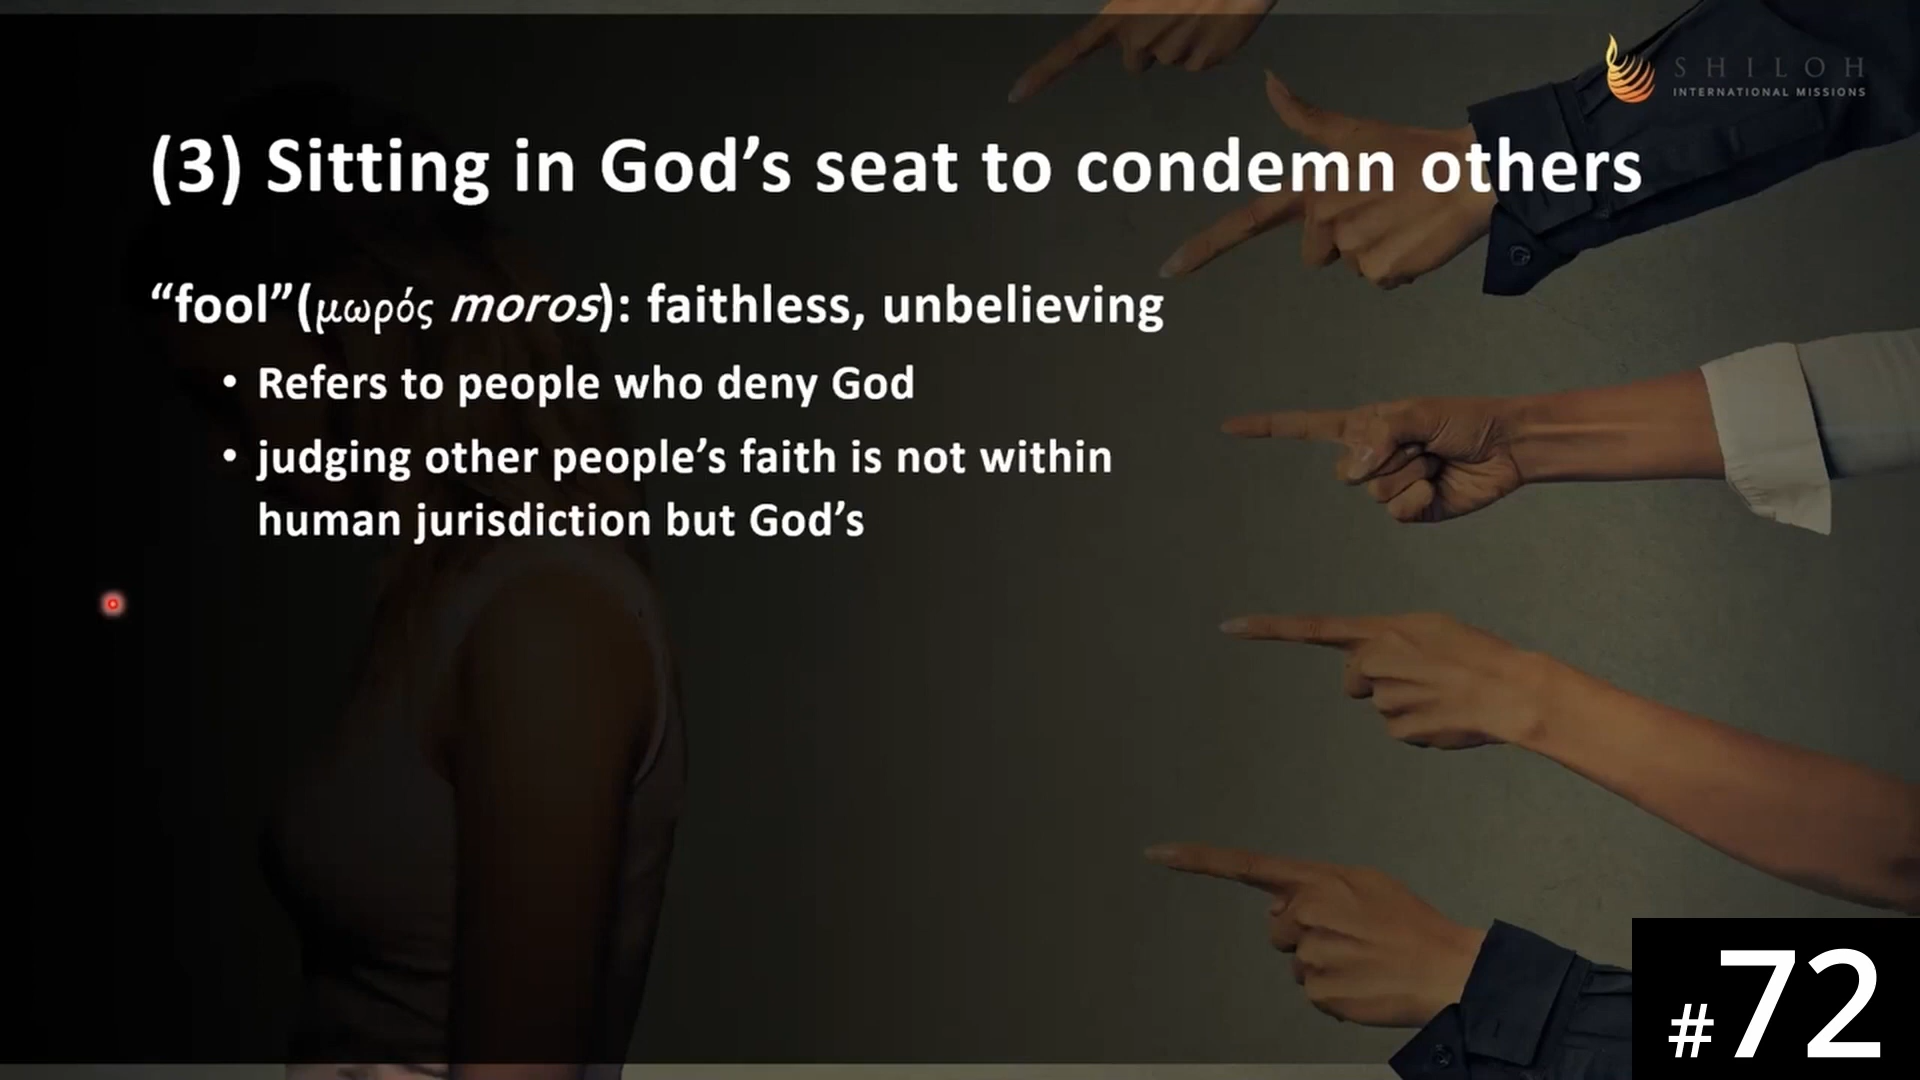 SHILOH
INTERNATIONAL MISSIONS
(3) Sitting in God’s seat to condemn others
“fool”(μωρός moros): faithless, unbelieving
• Refers to people who deny God
• judging other people’s faith is not within
human jurisdiction but God’s
#72